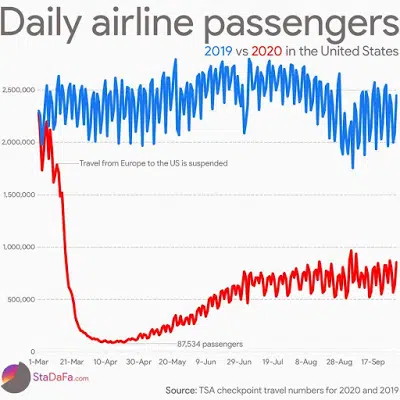 Daily airline passengers
2019 vs 2020 in the United States
2,500,000
2,000,000
Travel from Europe to the US is suspended
1,500,000
1,000,000
500,000
87,534 passengers
0
1-Mar 21-Mar 10-Apr 30-Apr 20-May 9-Jun 29-Jun 19-Jul 8-Aug 28-Aug 17-Sep
StaDaFa.com
Source: TSA checkpoint travel numbers for 2020 and 2019